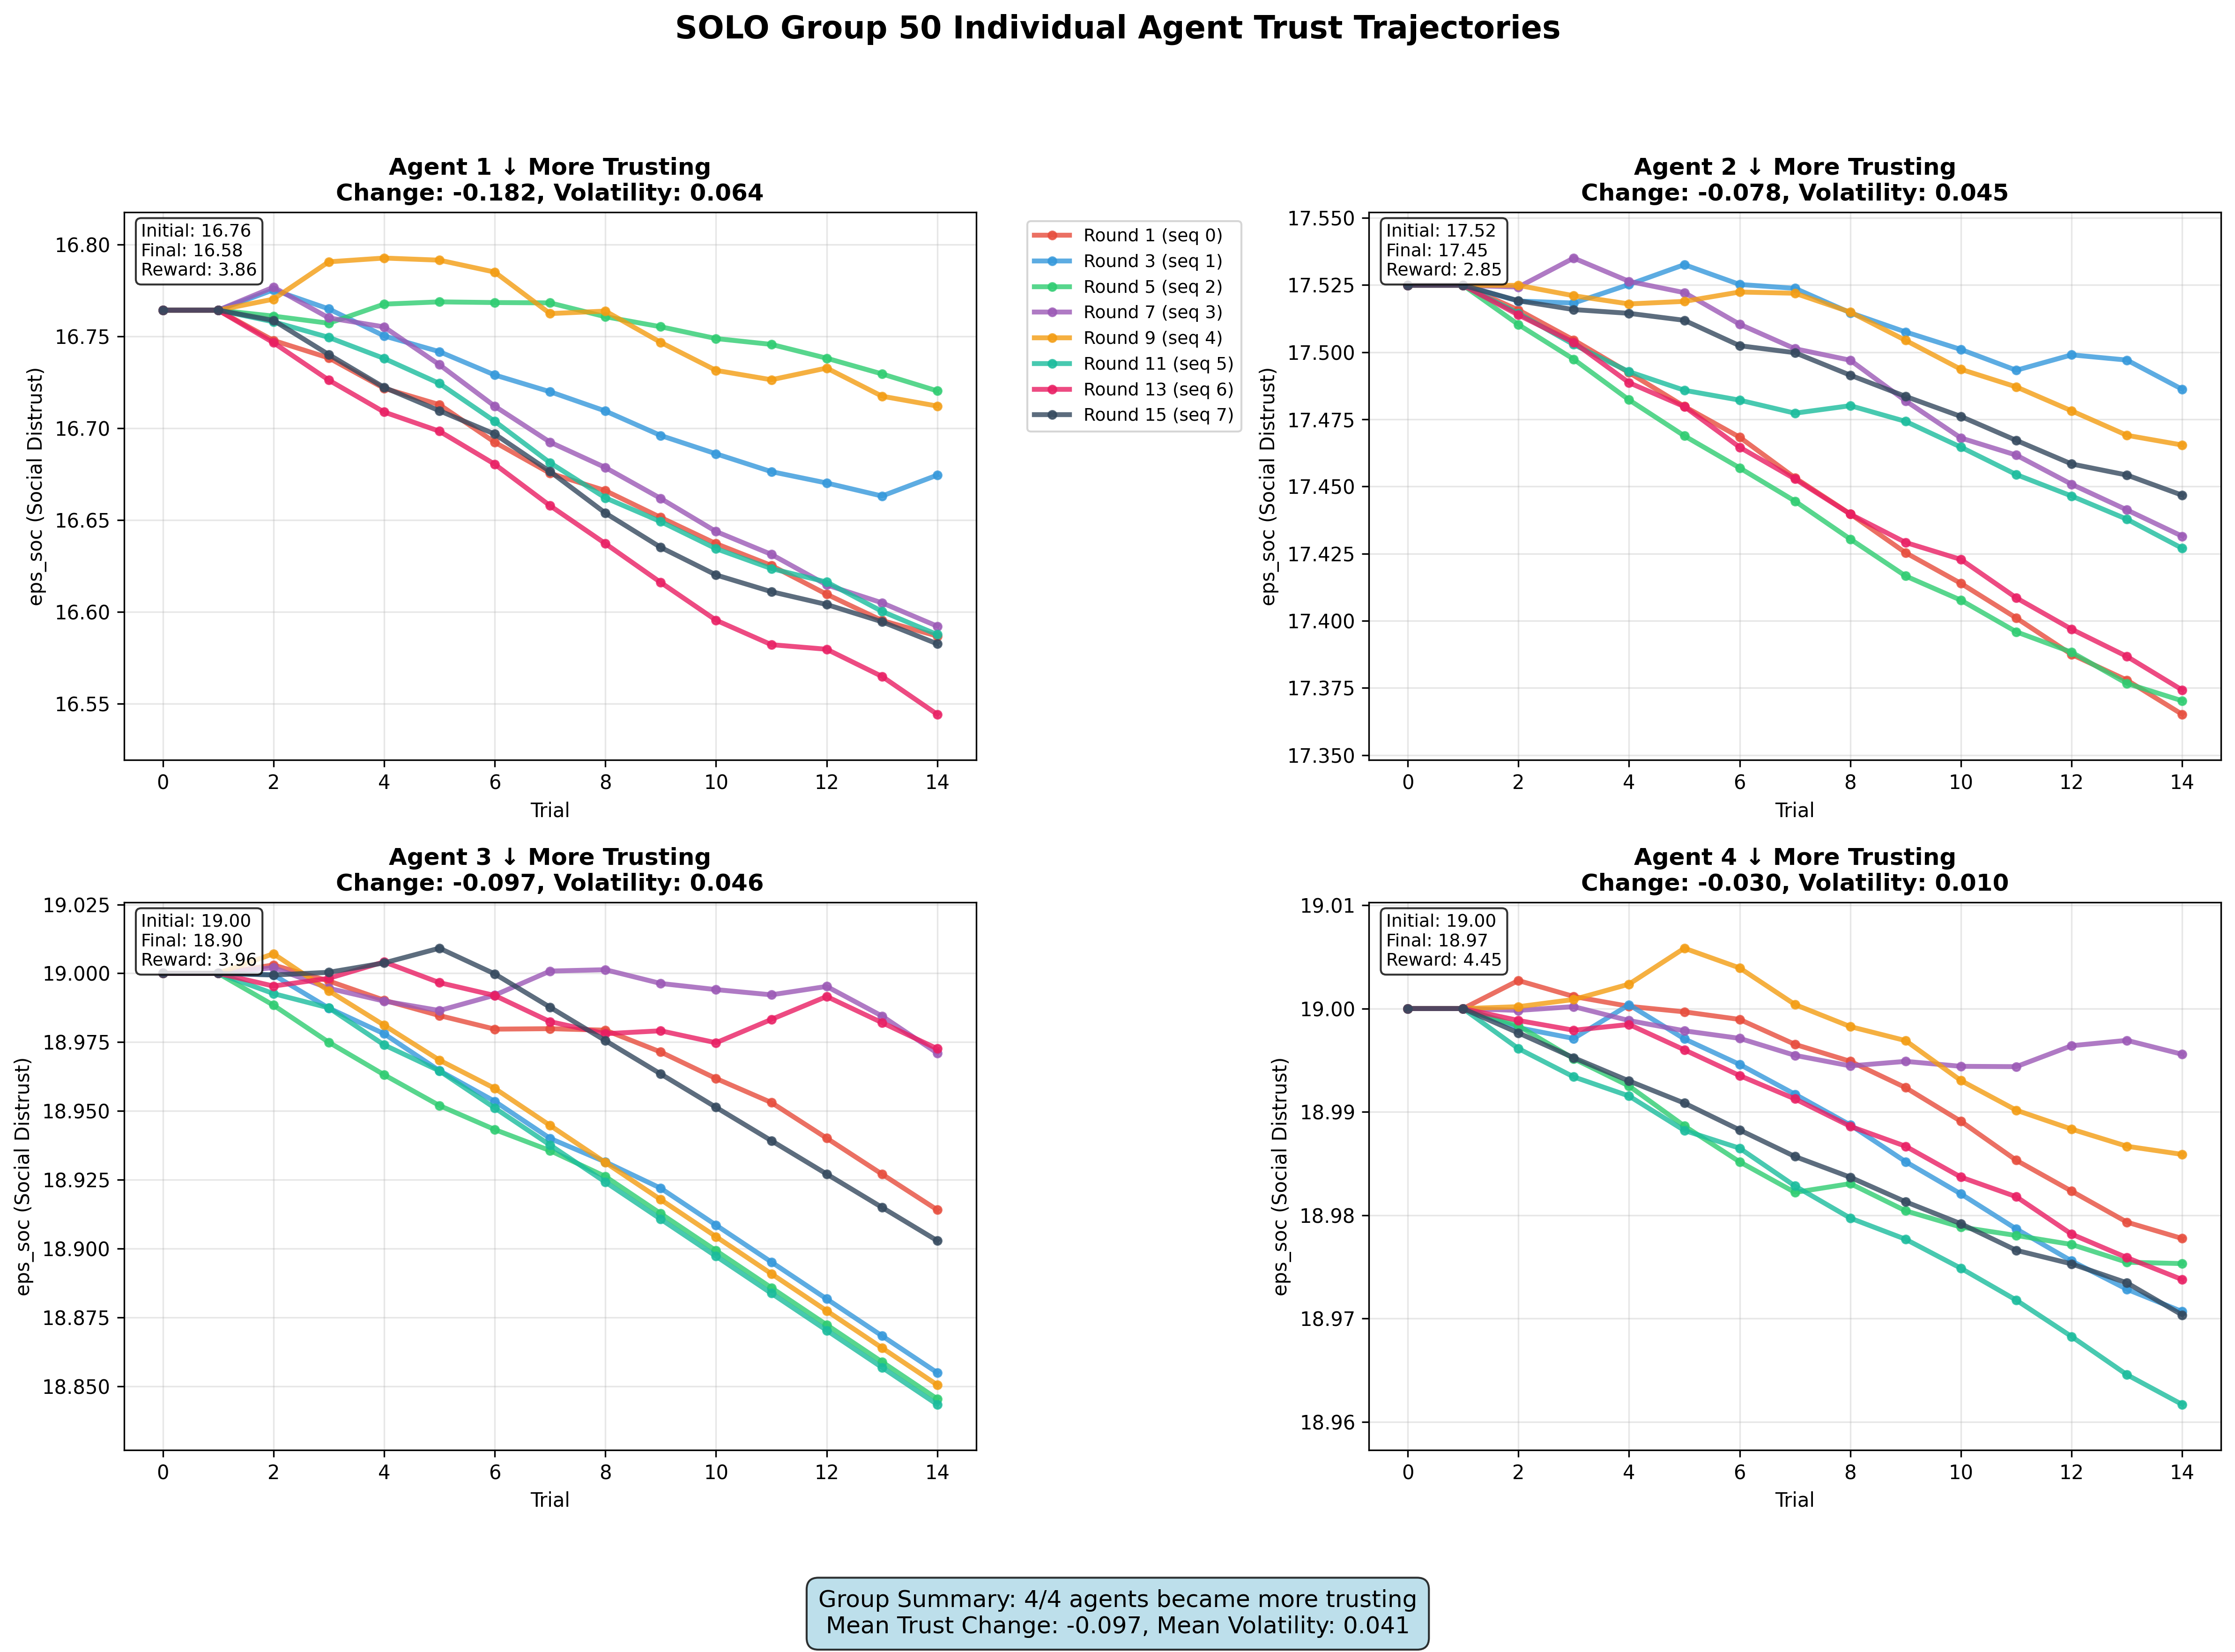 SOLO Group 50 Individual Agent Trust Trajectories
Agent 1 ↓ More Trusting
Change: -0.182, Volatility: 0.064
Initial: 16.76
Final: 16.58
Reward: 3.86
16.80
16.75
16.70
16.65
16.60
16.55
eps_soc (Social Distrust)
0 2 4 6 8 10 12 14
Trial
Round 1 (seq 0)
Round 3 (seq 1)
Round 5 (seq 2)
Round 7 (seq 3)
Round 9 (seq 4)
Round 11 (seq 5)
Round 13 (seq 6)
Round 15 (seq 7)
Agent 2 ↓ More Trusting
Change: -0.078, Volatility: 0.045
Initial: 17.52
Final: 17.45
Reward: 2.85
17.550
17.525
17.500
17.475
17.450
17.425
17.400
17.375
17.350
eps_soc (Social Distrust)
0 2 4 6 8 10 12 14
Trial
Agent 3 ↓ More Trusting
Change: -0.097, Volatility: 0.046
Initial: 19.00
Final: 18.90
Reward: 3.96
19.025
19.000
18.975
18.950
18.925
18.900
18.875
18.850
eps_soc (Social Distrust)
0 2 4 6 8 10 12 14
Trial
Agent 4 ↓ More Trusting
Change: -0.030, Volatility: 0.010
Initial: 19.00
Final: 18.97
Reward: 4.45
19.01
19.00
18.99
18.98
18.97
18.96
eps_soc (Social Distrust)
0 2 4 6 8 10 12 14
Trial
Group Summary: 4/4 agents became more trusting
Mean Trust Change: -0.097, Mean Volatility: 0.041